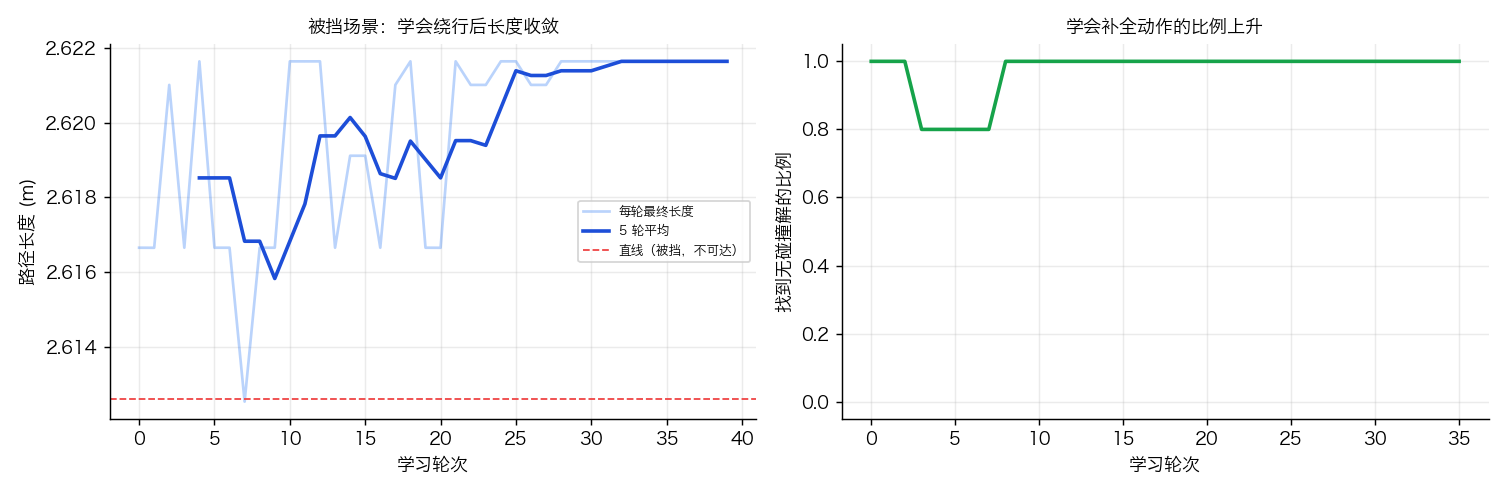 被挡场景：学会绕行后长度收敛
路径长度 (m)
2.622
2.620
2.618
2.616
2.614
每轮最终长度
5 轮平均
直线（被挡，不可达）
0 5 10 15 20 25 30 35 40
学习轮次
学会补全动作的比例上升
找到无碰撞解的比例
1.0
0.8
0.6
0.4
0.2
0.0
0 5 10 15 20 25 30 35
学习轮次